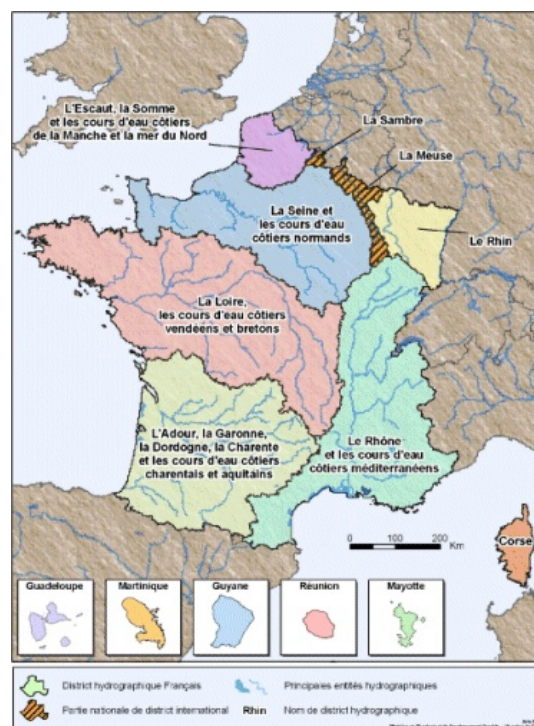 L'Escaut, la Somme
et les cours d'eau côtiers
de la Manche et la mer du Nord
La Sambre
La Meuse
La Seine et
les cours d'eau
côtiers normands
Le Rhin
La Loire,
les cours d'eau côtiers
vendéens et bretons
L'Adour, la Garonne,
la Dordogne, la Charente
et les cours d'eau côtiers
charentais et aquitains
Le Rhône
et les cours d'eau
côtiers méditerranéens
Corse
0 100 200
Km
Guadeloupe
Martinique
Guyane
Réunion
Mayotte
District hydrographique Français
Principales entités hydrographiques
Partie nationale de district international
Rhin
Nom de district hydrographique